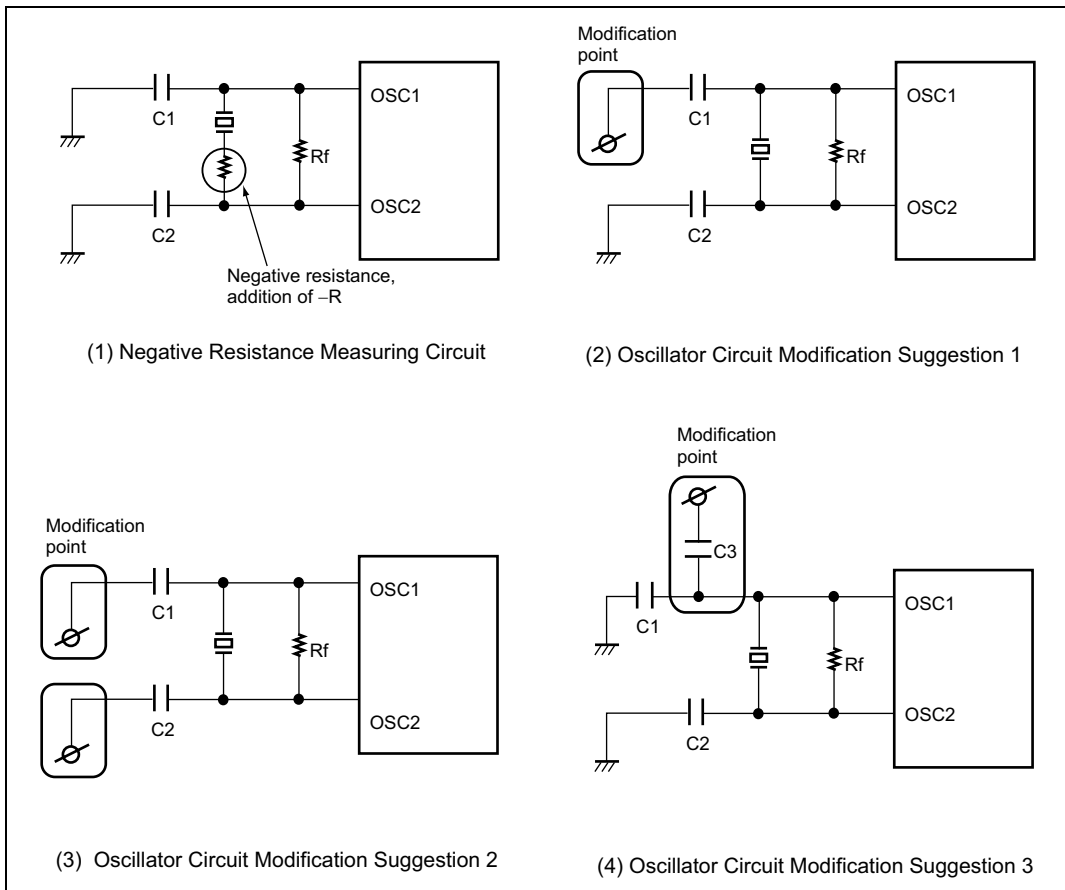 OSC1
C1
Rf
OSC2
C2
Negative resistance,
addition of –R
(1) Negative Resistance Measuring Circuit
Modification
point
OSC1
C1
Rf
OSC2
C2
(2) Oscillator Circuit Modification Suggestion 1
Modification
point
OSC1
C1
Rf
OSC2
C2
(3) Oscillator Circuit Modification Suggestion 2
Modification
point
C3
OSC1
C1
Rf
OSC2
C2
(4) Oscillator Circuit Modification Suggestion 3